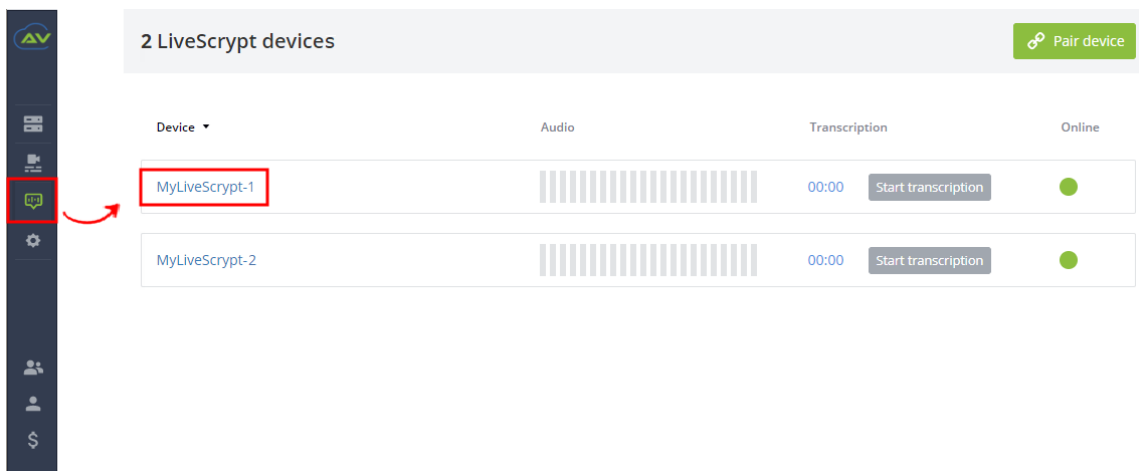 AV
2 LiveScrypt devices
Pair device
Device Audio Transcription Online
MyLiveScrypt-1 00:00 Start transcription
MyLiveScrypt-2 00:00 Start transcription
$